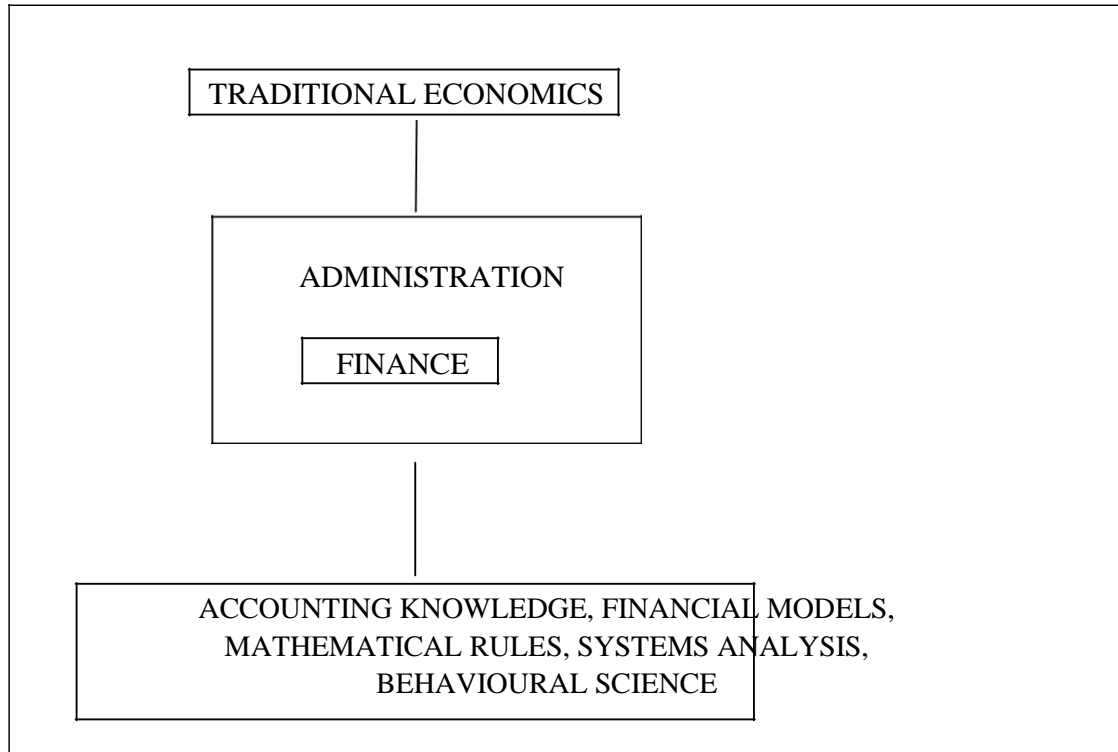 TRADITIONAL ECONOMICS
ADMINISTRATION
FINANCE
ACCOUNTING KNOWLEDGE, FINANCIAL MODELS,
MATHEMATICAL RULES, SYSTEMS ANALYSIS,
BEHAVIOURAL SCIENCE